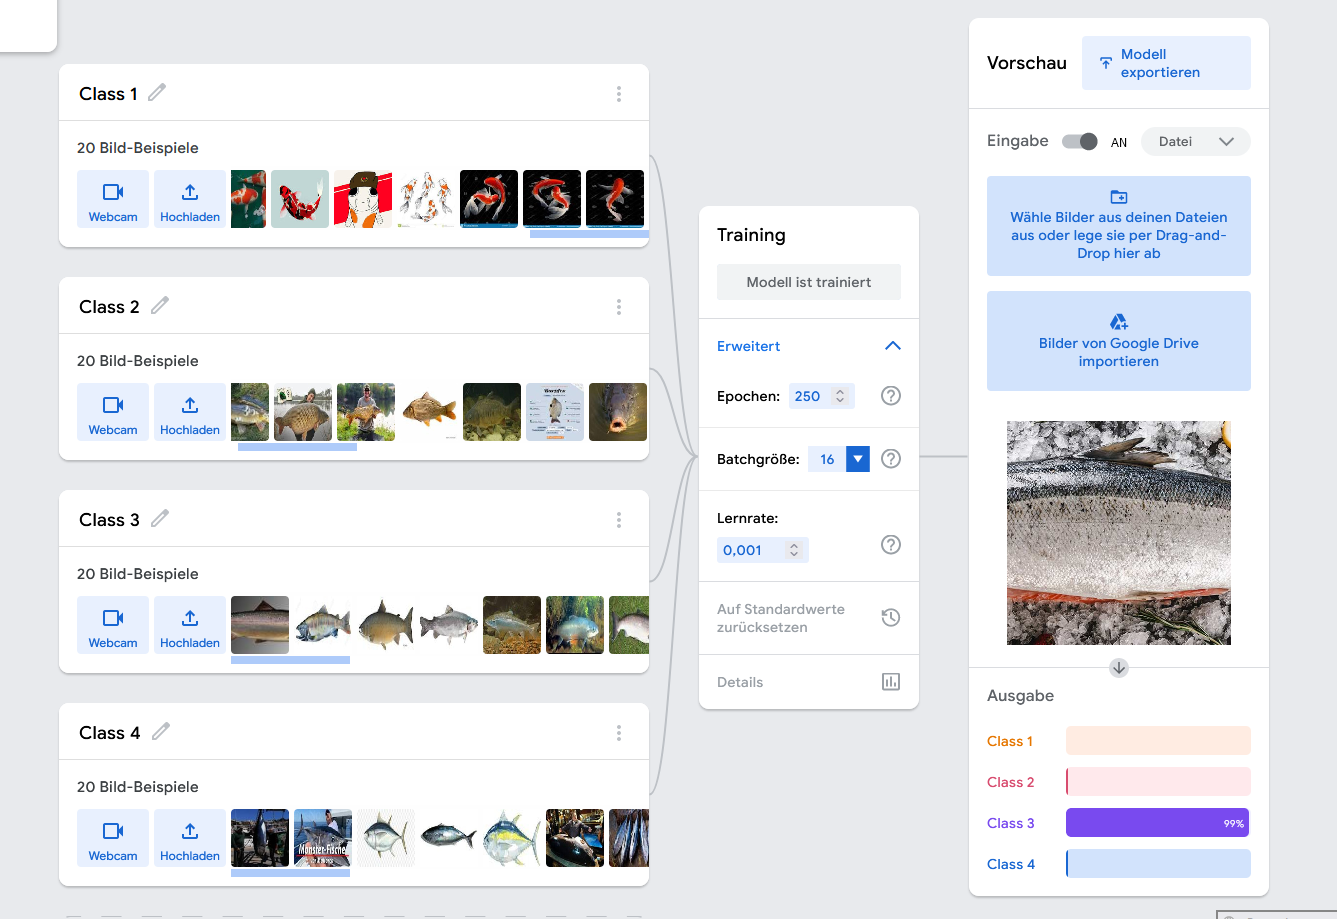 Class 1
20 Bild-Beispiele
Webcam
Hochladen
Class 2
20 Bild-Beispiele
Webcam
Hochladen
Class 3
20 Bild-Beispiele
Webcam
Hochladen
Class 4
20 Bild-Beispiele
Webcam
Hochladen
Monster-Fische
Training
Modell ist trainiert
Erweitert
Epochen: 250
Batchgröße: 16
Lernrate:
0,001
Auf Standardwerte
zurücksetzen
Details
Vorschau
Modell
exportieren
Eingabe AN Datei
Wähle Bilder aus deinen Dateien
aus oder lege sie per Drag-and-
Drop hier ab
Bilder von Google Drive
importieren
Ausgabe
Class 1
Class 2
Class 3 99%
Class 4